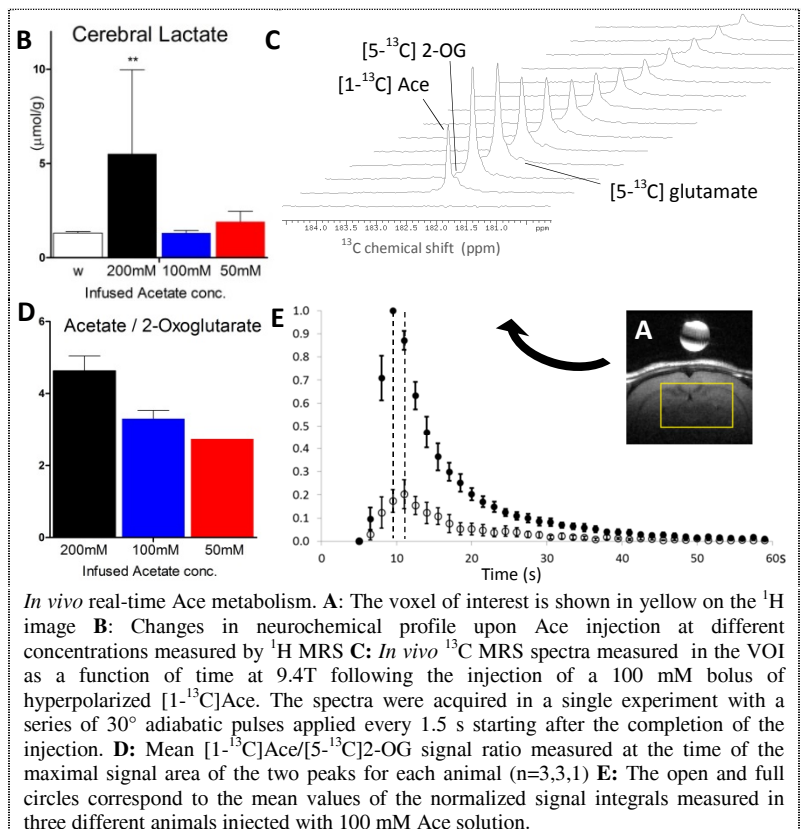 B
Cerebral Lactate
**
10
5
0
(μmol/g)
w 200mM 100mM 50mM
Infused Acetate conc.
C
[5-¹³C] 2-OG
[1-¹³C] Ace
[5-¹³C] glutamate
184.0 183.5 183.0 182.5 182.0 181.5 181.0 ppm
¹³C chemical shift (ppm)
D
Acetate / 2-Oxoglutarate
6
4
2
0
200mM 100mM 50mM
Infused Acetate conc.
E
1.0
0.9
0.8
0.7
0.6
0.5
0.4
0.3
0.2
0.1
0.0
0 10 20 30 40 50 60s
Time (s)
A
In vivo real-time Ace metabolism. A: The voxel of interest is shown in yellow on the ¹H
image B: Changes in neurochemical profile upon Ace injection at different
concentrations measured by ¹H MRS C: In vivo ¹³C MRS spectra measured in the VOI
as a function of time at 9.4T following the injection of a 100 mM bolus of
hyperpolarized [1-¹³C]Ace. The spectra were acquired in a single experiment with a
series of 30° adiabatic pulses applied every 1.5 s starting after the completion of the
injection. D: Mean [1-¹³C]Ace/[5-¹³C]2-OG signal ratio measured at the time of the
maximal signal area of the two peaks for each animal (n=3,3,1) E: The open and full
circles correspond to the mean values of the normalized signal integrals measured in
three different animals injected with 100 mM Ace solution.